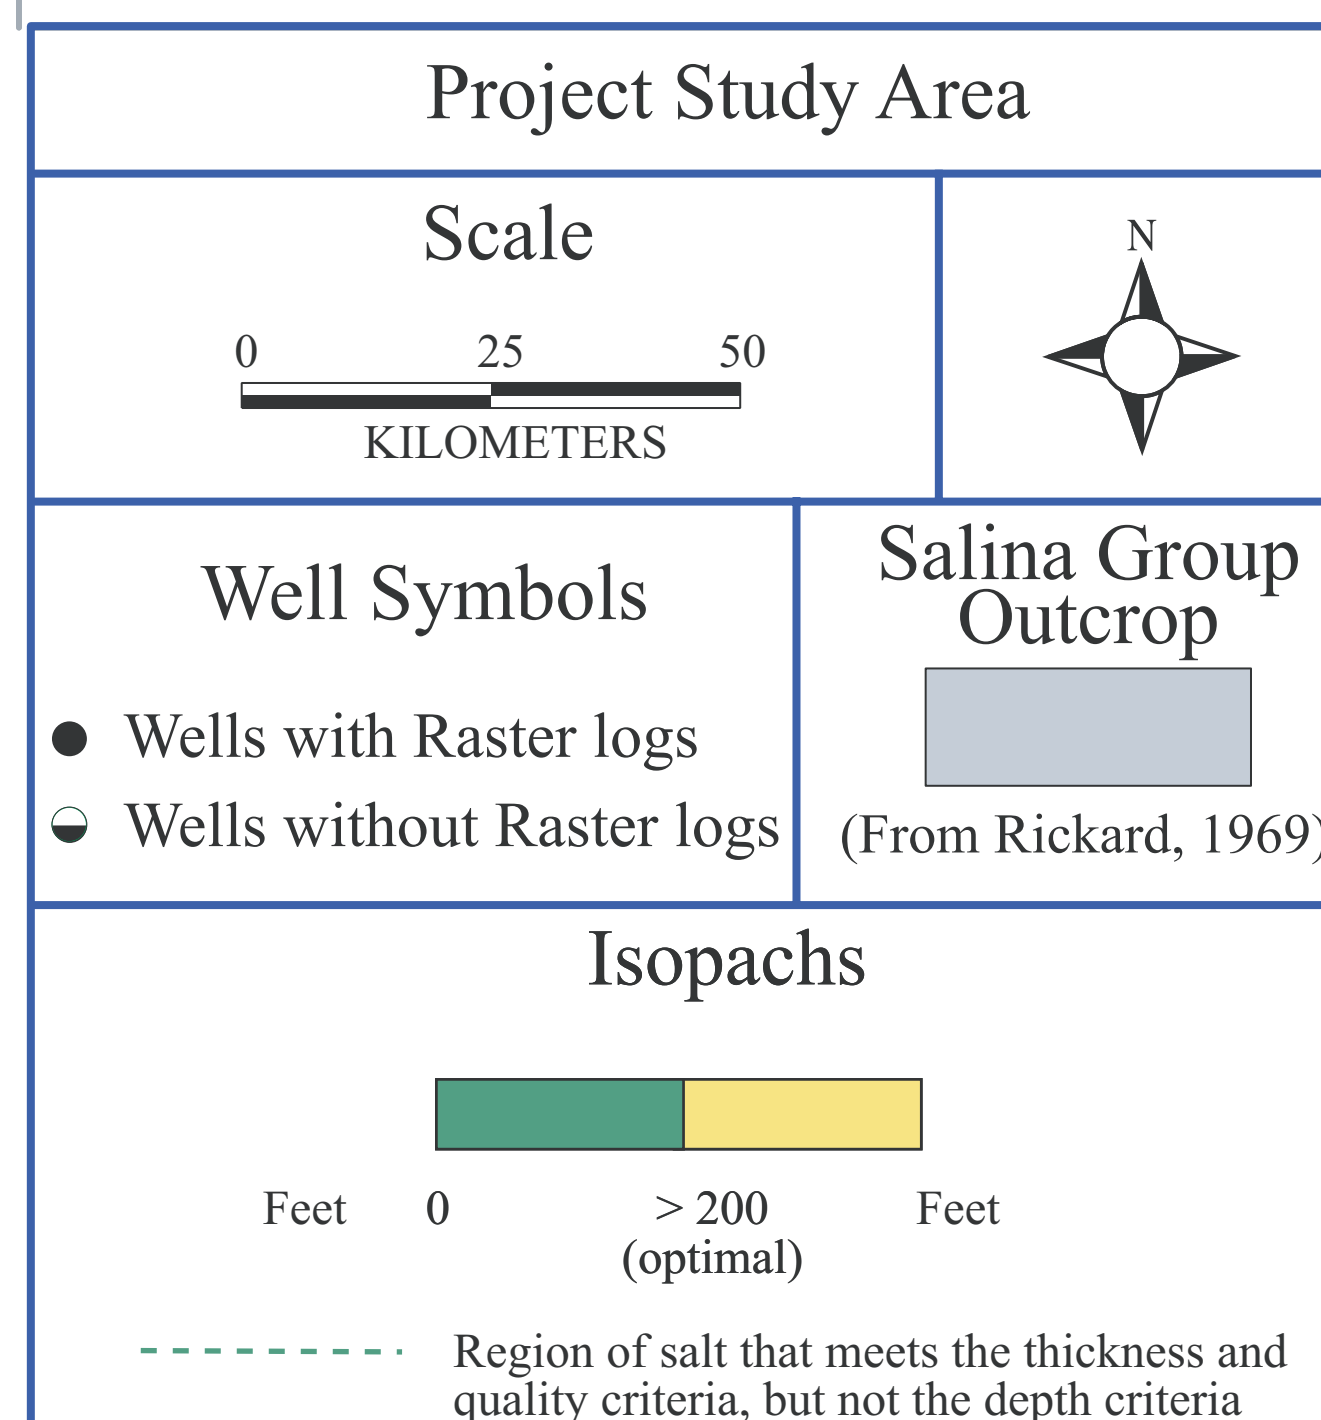 Project Study Area
Scale
N
0 25 50
KILOMETERS
Well Symbols
Wells with Raster logs
Wells without Raster logs
Salina Group
Outcrop
(From Rickard, 1969)
Isopachs
Feet 0 > 200 Feet
(optimal)
Region of salt that meets the thickness and
quality criteria, but not the depth criteria